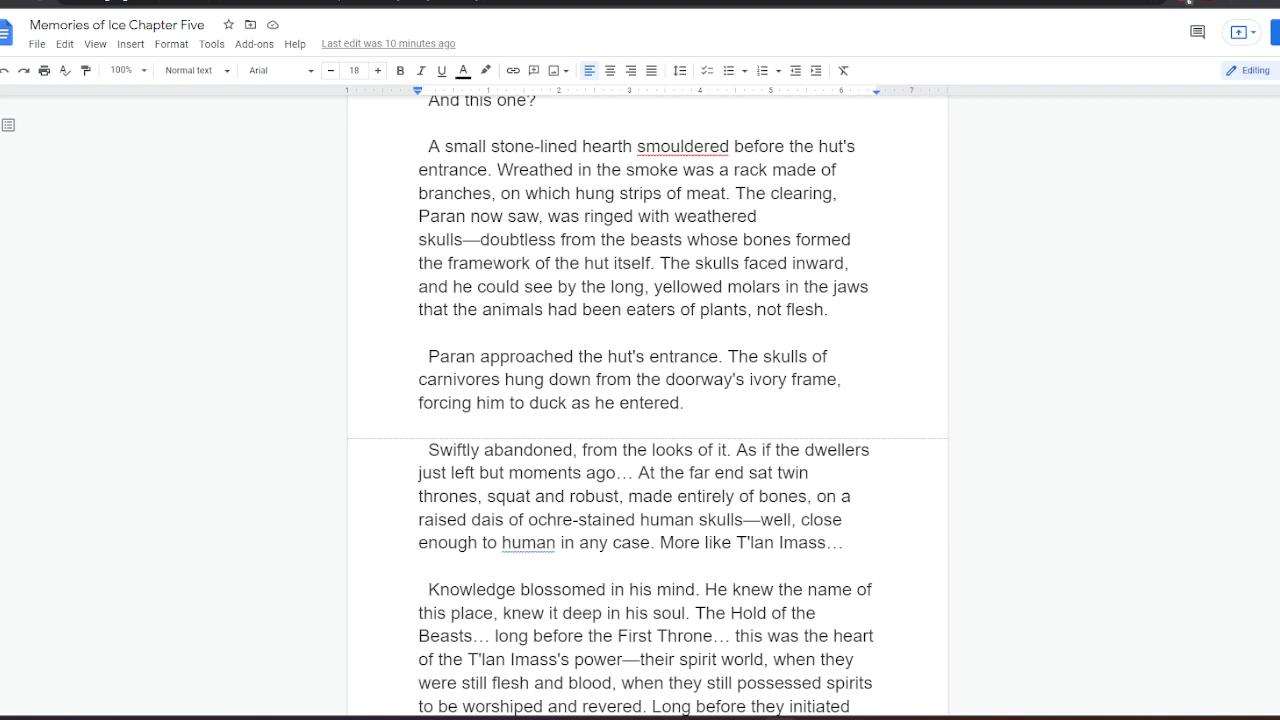 Memories of Ice Chapter Five
File Edit View Insert Format Tools Add-ons Help Last edit was 10 minutes ago
100% Normal text Arial 18 B I U A Editing
1 1 2 3 4 5 6 7
And this one?
A small stone-lined hearth smouldered before the hut's
entrance. Wreathed in the smoke was a rack made of
branches, on which hung strips of meat. The clearing,
Paran now saw, was ringed with weathered
skulls—doubtless from the beasts whose bones formed
the framework of the hut itself. The skulls faced inward,
and he could see by the long, yellowed molars in the jaws
that the animals had been eaters of plants, not flesh.
Paran approached the hut's entrance. The skulls of
carnivores hung down from the doorway's ivory frame,
forcing him to duck as he entered.
Swiftly abandoned, from the looks of it. As if the dwellers
just left but moments ago… At the far end sat twin
thrones, squat and robust, made entirely of bones, on a
raised dais of ochre-stained human skulls—well, close
enough to human in any case. More like T'lan Imass…
Knowledge blossomed in his mind. He knew the name of
this place, knew it deep in his soul. The Hold of the
Beasts… long before the First Throne… this was the heart
of the T'lan Imass's power—their spirit world, when they
were still flesh and blood, when they still possessed spirits
to be worshiped and revered. Long before they initiated